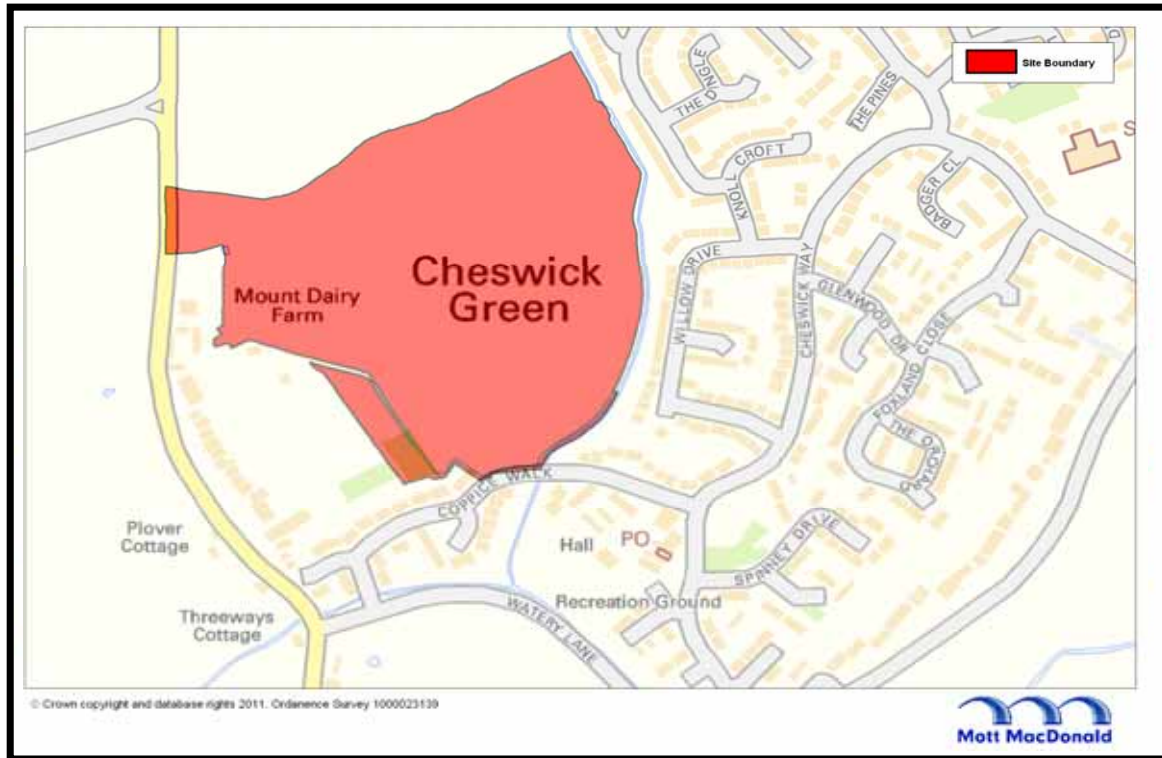 Site Boundary
S
THE DINGLE
THE PINES
KNOLL CROFT
BADGER CL
WILLOW DRIVE
CHESWICK WAY
GLENWOOD DR
FOXLAND CLOSE
THE ORCHARD
Cheswick
Green
Mount Dairy
Farm
COPPICE WALK
Plover
Cottage
Hall
PO
SPINNEY DRIVE
Recreation Ground
Threeways
Cottage
WATERY LANE
© Crown copyright and database rights 2011. Ordanence Survey 1000023139
Mott MacDonald